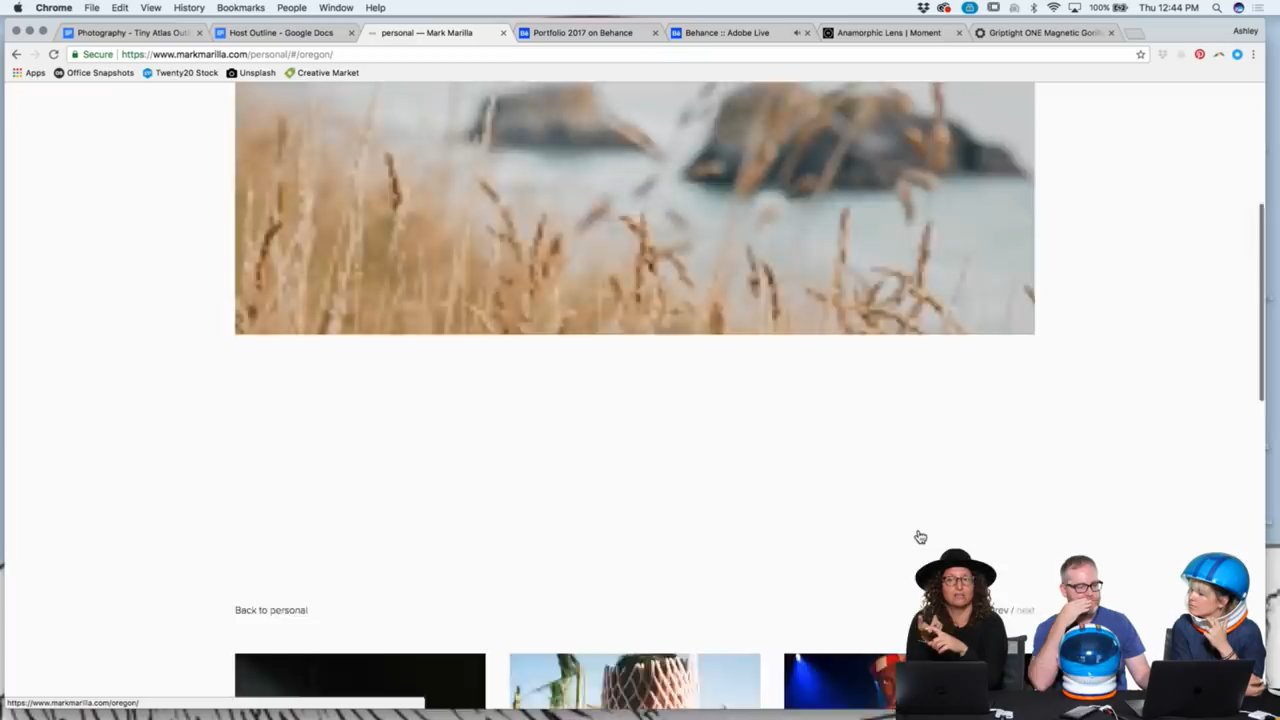 Chrome File Edit View History Bookmarks People Window Help 100% Thu 12:44 PM
Photography - Tiny Atlas Out
Host Outline - Google Docs
personal — Mark Marilla
Portfolio 2017 on Behance
Behance :: Adobe Live
Anamorphic Lens | Moment
Griptight ONE Magnetic Goril
Ashley
Secure https://www.markmarilla.com/personal/#/oregon/
Apps Office Snapshots Twenty20 Stock Unsplash Creative Market
Back to personal
rev / next
https://www.markmarilla.com/oregon/